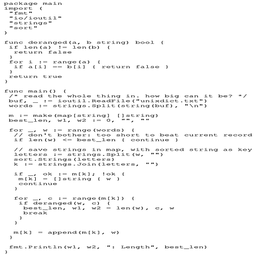 package main
import (
"fmt"
"io/ioutil"
"strings"
"sort"
)
func deranged(a, b string) bool {
if len(a) != len(b) {
return false
}
for i := range(a) {
if a[i] == b[i] { return false }
}
return true
}
func main() {
/* read the whole thing in. how big can it be? */
buf, _ := ioutil.ReadFile("unixdict.txt")
words := strings.Split(string(buf), "\n")
m := make(map[string] []string)
best_len, w1, w2 := 0, "", ""
for _, w := range(words) {
// don't bother: too short to beat current record
if len(w) <= best_len { continue }
// save strings in map, with sorted string as key
letters := strings.Split(w, "")
sort.Strings(letters)
k := strings.Join(letters, "")
if _, ok := m[k]; !ok {
m[k] = []string { w }
continue
}
for _, c := range(m[k]) {
if deranged(w, c) {
best_len, w1, w2 = len(w), c, w
break
}
}
m[k] = append(m[k], w)
}
fmt.Println(w1, w2, ": Length", best_len)
}